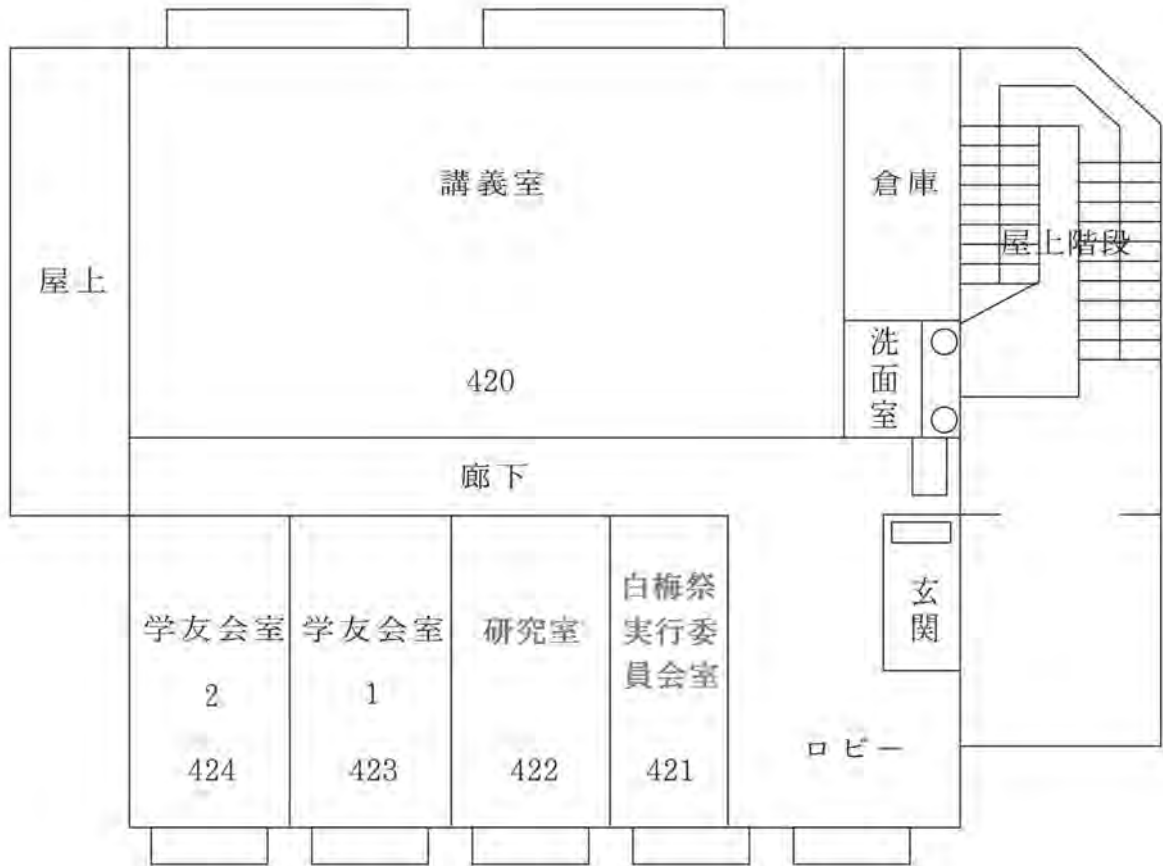 講義室
倉庫
屋上階段
屋上
洗面室
420
廊下
学友会室
2
424
学友会室
1
423
研究室
422
白梅祭
実行委
員会室
421
玄関
ロビー